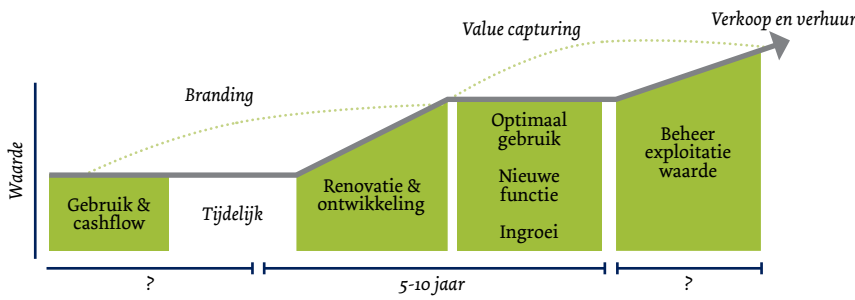 Verkoop en verhuur
Value capturing
Branding
Waarde
Gebruik &
cashflow
Tijdelijk
Renovatie &
ontwikkeling
Optimaal
gebruik
Nieuwe
functie
Ingroei
Beheer
exploitatie
waarde
?
5-10 jaar
?